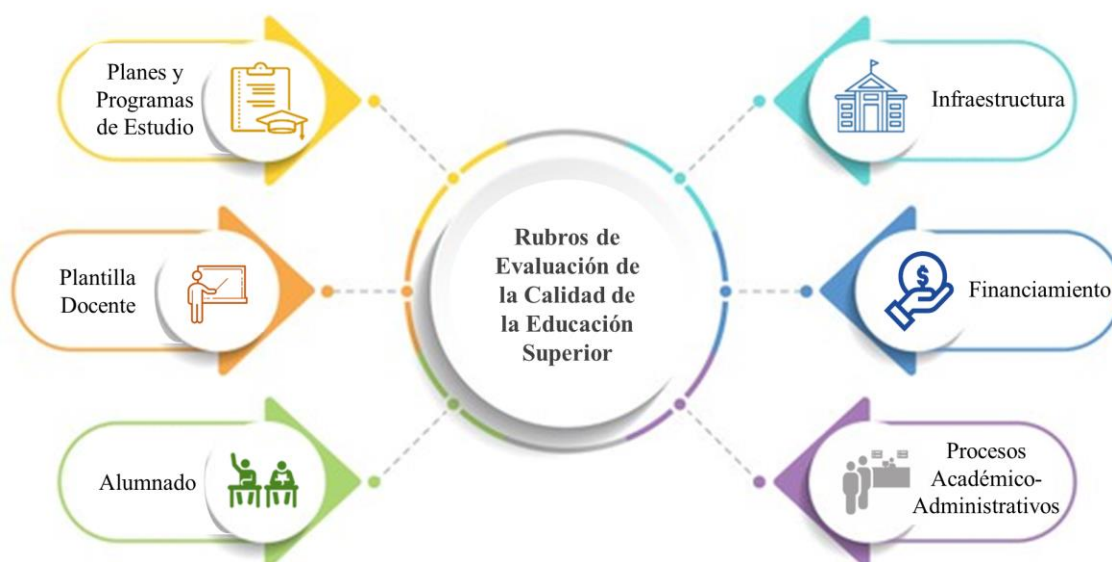 Planes y
Programas
de Estudio
Plantilla
Docente
Alumnado
Rubros de
Evaluación de
la Calidad de
la Educación
Superior
Infraestructura
$
Financiamiento
Procesos
Académico-
Administrativos